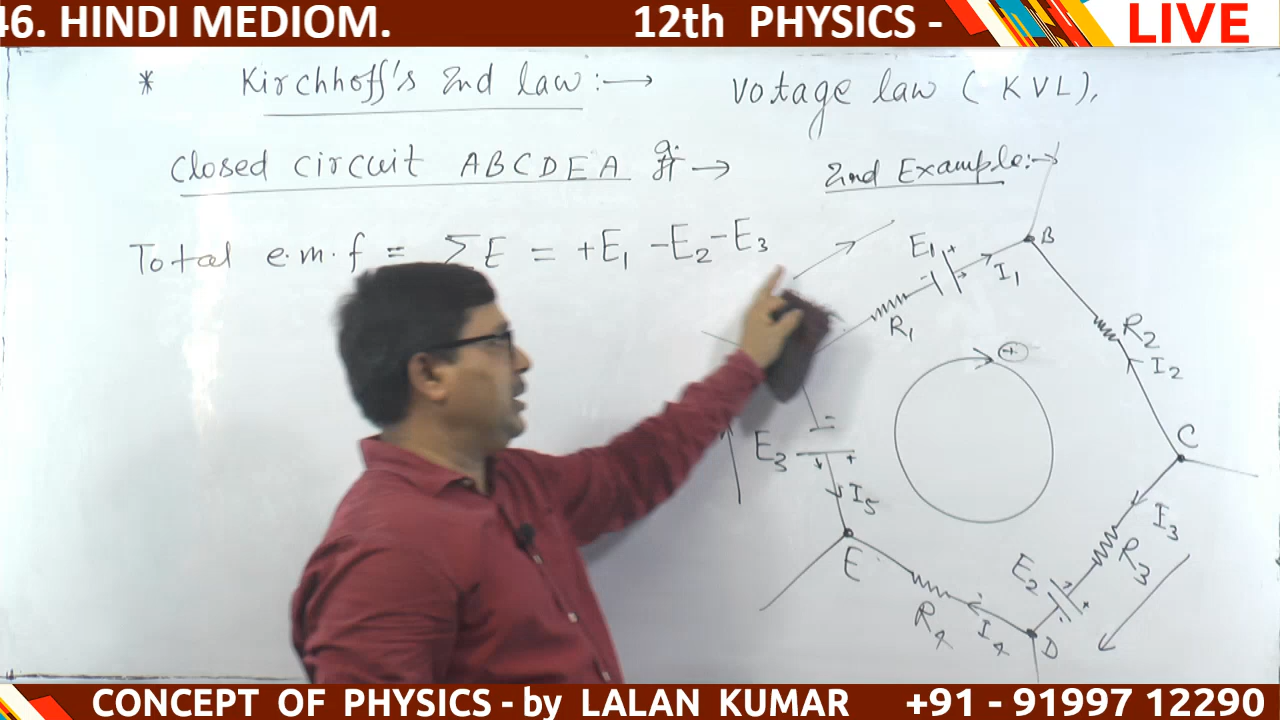 46. HINDI MEDIOM. 12th PHYSICS - LIVE
* Kirchhoff's 2nd law :→ Votage law ( KVL ),
Closed circuit ABCDEA में → 2nd Example:→
Total e.m.f = ΣE = +E1 -E2 -E3
E1 + B
I1
R1
R2
+
I2
C
E3 +
I5
I3
R3
E
E2 +
R4
I4
D
CONCEPT OF PHYSICS - by LALAN KUMAR +91 - 91997 12290